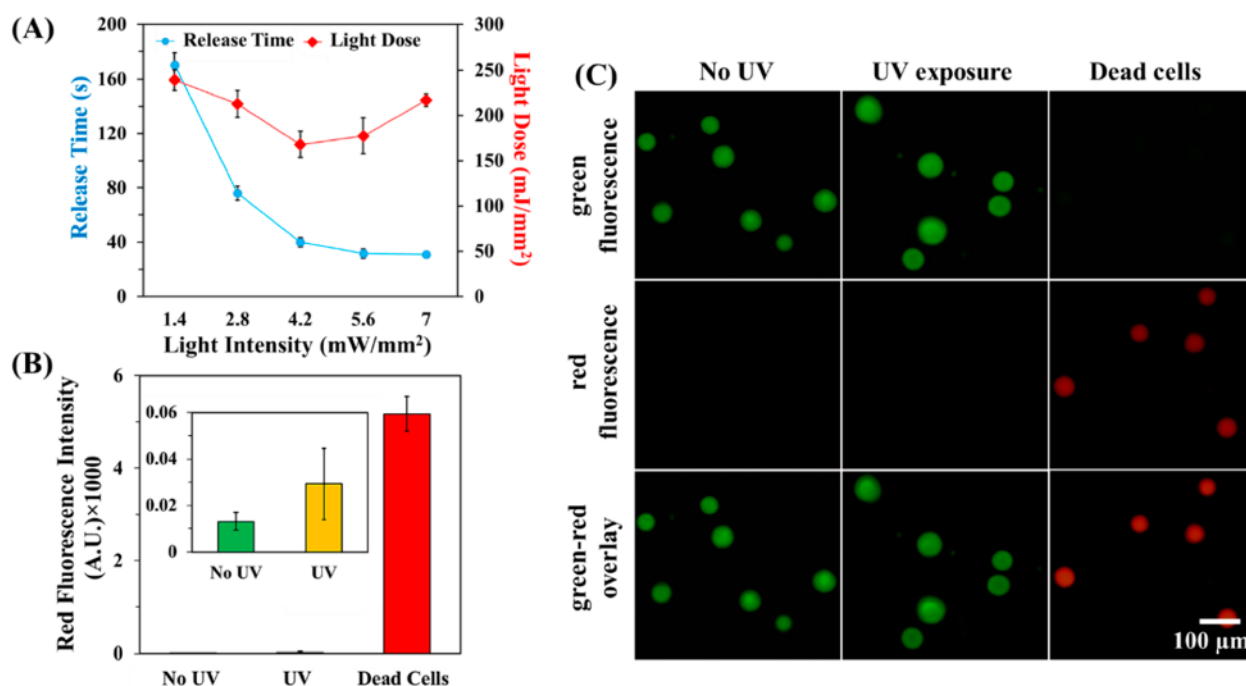 (A)
200
160
120
80
40
0
Release Time (s)
Release Time
Light Dose
300
250
200
150
100
50
0
Light Dose (mJ/mm²)
1.4 2.8 4.2 5.6 7
Light Intensity (mW/mm²)
(B)
6
4
2
0
Red Fluorescence Intensity
(A.U.)×1000
0.06
0.04
0.02
0
No UV UV
No UV UV Dead Cells
(C)
No UV UV exposure Dead cells
green
fluorescence
red
fluorescence
green-red
overlay
100 µm